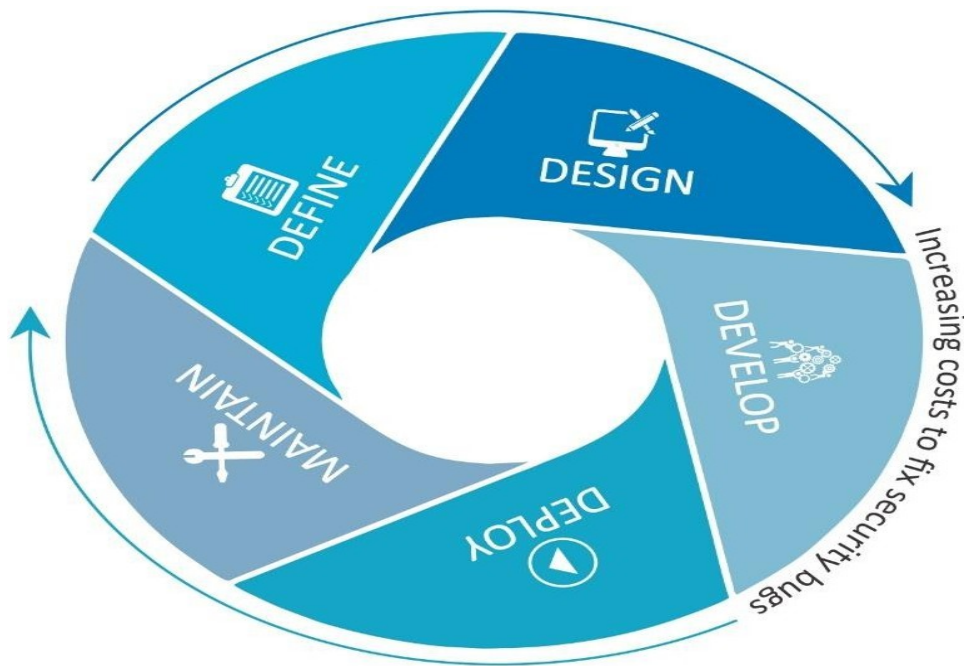 DEFINE
DESIGN
DEVELOP
DEPLOY
MAINTAIN
Increasing costs to fix security bugs